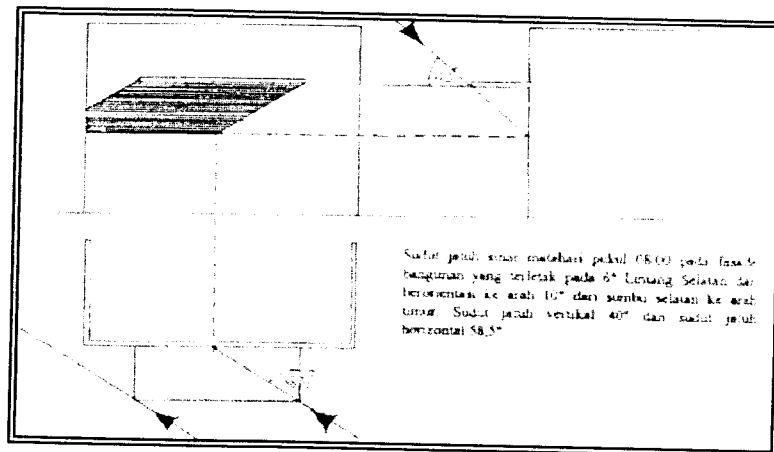 Sudut jatuh sinar matahari pukul 08.00 pada fasade
bangunan yang terletak pada 6° Lintang Selatan dan
berorientasi ke arah 10° dari sumbu selatan ke arah
timur. Sudut jatuh vertikal 40° dan sudut jatuh
horizontal 58,5°